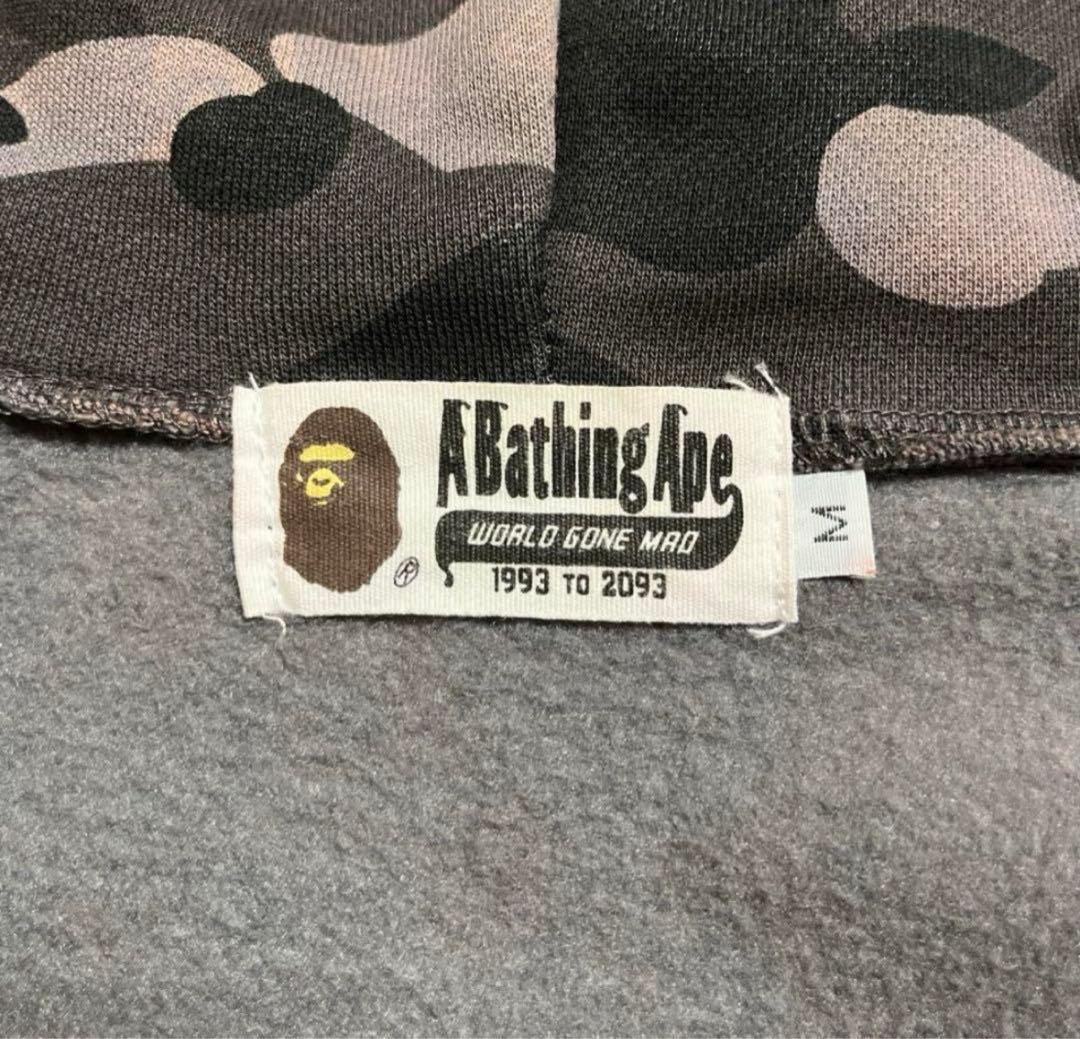 A Bathing Ape
WORLD GONE MAD
1993 TO 2093
®
M